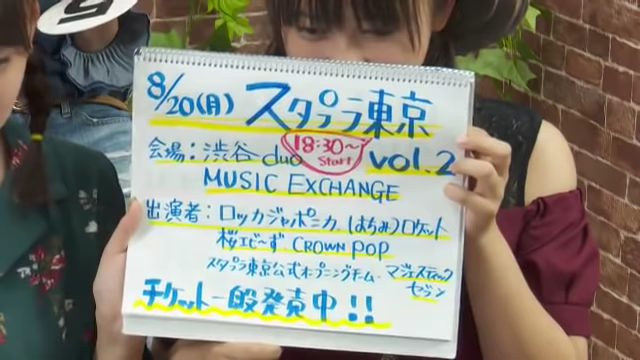 8/20(月) スタプラ東京
18:30~ vol.2
start
会場:渋谷duo
MUSIC EXCHANGE
出演者:ロッカジャポニカ. はちみつロケット
桜エビ~ず. CROWN POP
スタプラ東京公式オープニングチーム. マジェスティック
セブン
チケット一般発売中!!